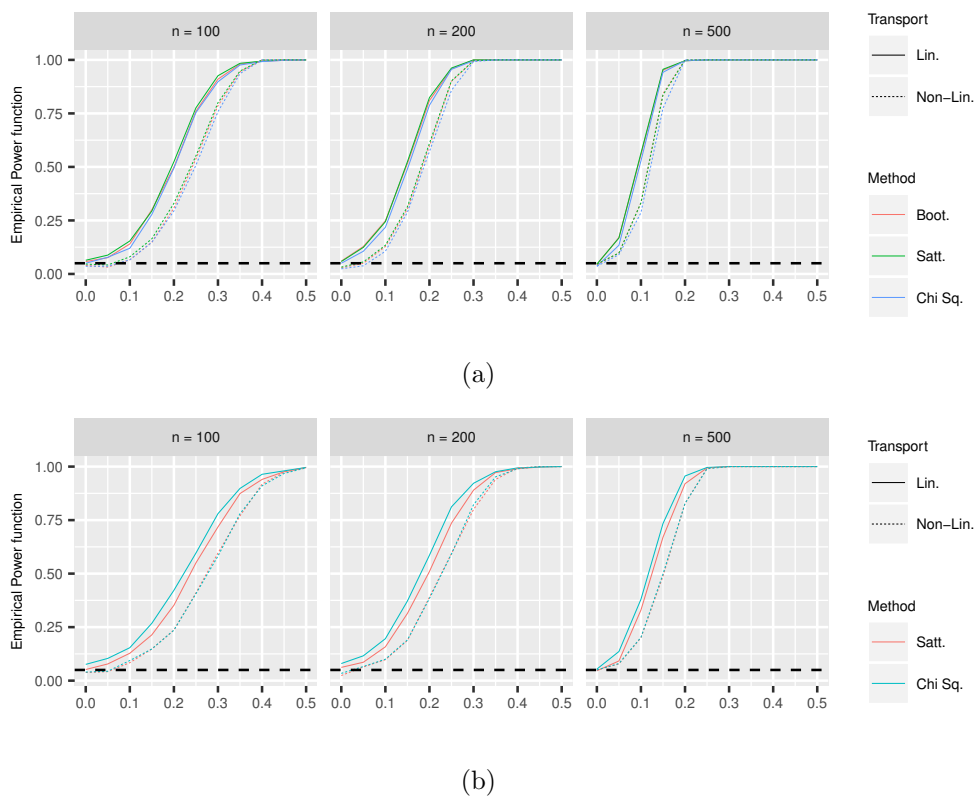 n = 100
n = 200
n = 500
Empirical Power function
1.00
0.75
0.50
0.25
0.00
0.0 0.1 0.2 0.3 0.4 0.5
0.0 0.1 0.2 0.3 0.4 0.5
0.0 0.1 0.2 0.3 0.4 0.5
Transport
Lin.
Non−Lin.
Method
Boot.
Satt.
Chi Sq.
(a)
n = 100
n = 200
n = 500
Empirical Power function
1.00
0.75
0.50
0.25
0.00
0.0 0.1 0.2 0.3 0.4 0.5
0.0 0.1 0.2 0.3 0.4 0.5
0.0 0.1 0.2 0.3 0.4 0.5
Transport
Lin.
Non−Lin.
Method
Satt.
Chi Sq.
(b)